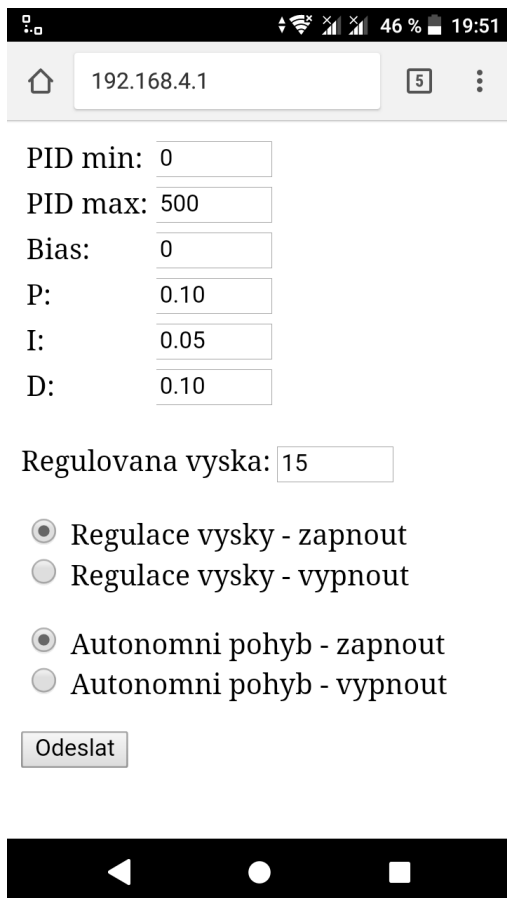 46 % 19:51
192.168.4.1 5
PID min: 0
PID max: 500
Bias: 0
P: 0.10
I: 0.05
D: 0.10
Regulovana vyska: 15
Regulace vysky - zapnout
Regulace vysky - vypnout
Autonomni pohyb - zapnout
Autonomni pohyb - vypnout
Odeslat